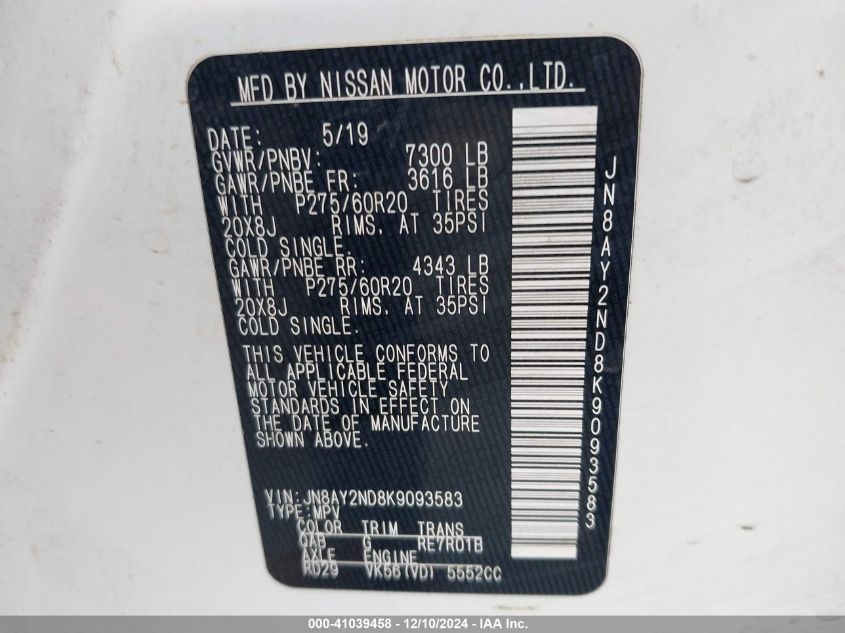 MFD BY NISSAN MOTOR CO.,LTD.
DATE: 5/19
GVWR/PNBV: 7300 LB
GAWR/PNBE FR: 3616 LB
WITH P275/60R20 TIRES
20X8J RIMS, AT 35PSI
COLD SINGLE.
GAWR/PNBE RR: 4343 LB
WITH P275/60R20 TIRES
20X8J RIMS. AT 35PSI
COLD SINGLE.
THIS VEHICLE CONFORMS TO
ALL APPLICABLE FEDERAL
MOTOR VEHICLE SAFETY
STANDARDS IN EFFECT ON
THE DATE OF MANUFACTURE
SHOWN ABOVE.
VIN:JN8AY2ND8K9093583
TYPE:MPV
COLOR TRIM TRANS
QAB G RE7R01B
AXLE ENGINE
RD29 VK56(VD) 5552CC
JN8AY2ND8K9093583
000-41039458 - 12/10/2024 - IAA Inc.